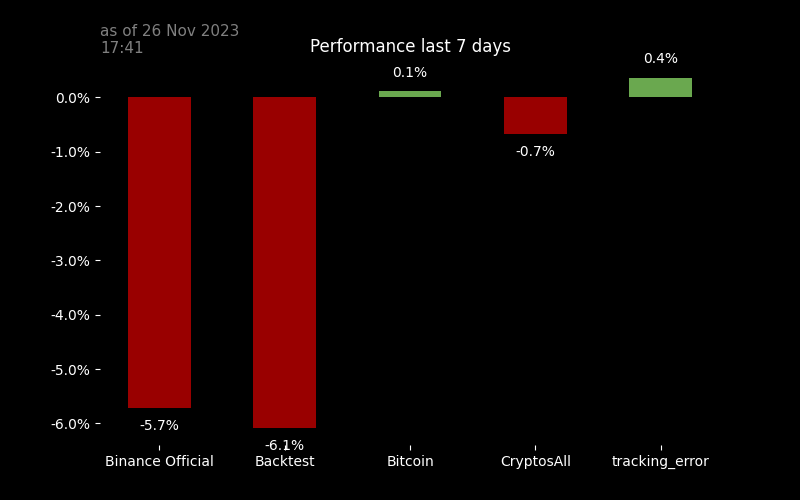 as of 26 Nov 2023
17:41
Performance last 7 days
0.1%
0.4%
0.0%
-1.0%
-0.7%
-2.0%
-3.0%
-4.0%
-5.0%
-6.0%
-5.7%
-6.1%
Binance Official
Backtest
Bitcoin
CryptosAll
tracking_error